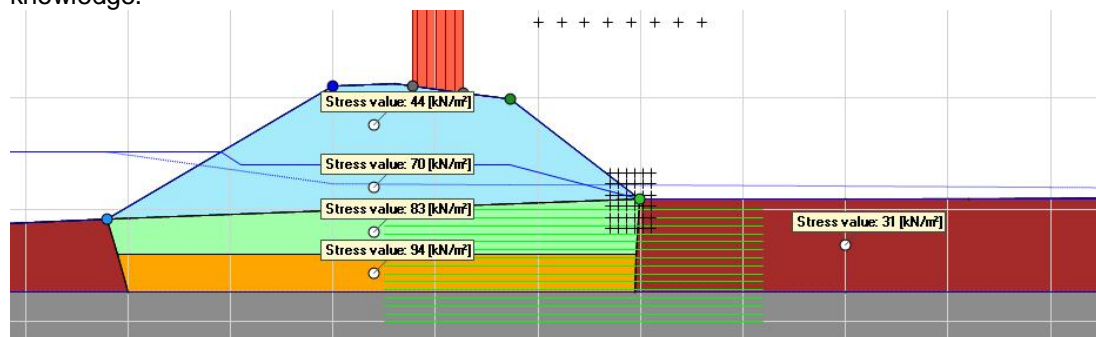 knowledge.
Stress value: 44 [kN/m²]
Stress value: 70 [kN/m²]
Stress value: 83 [kN/m²]
Stress value: 31 [kN/m²]
Stress value: 94 [kN/m²]